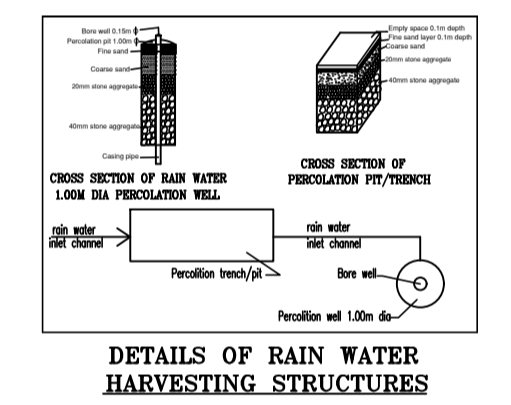 Bore well 0.15m ϕ
Percolation pit 1.00m ϕ
Fine sand
Coarse sand
20mm stone aggregate
40mm stone aggregate
Casing pipe
CROSS SECTION OF RAIN WATER
1.00M DIA PERCOLATION WELL
Empty space 0.1m depth
Fine sand layer 0.1m depth
Coarse sand
20mm stone aggregate
40mm stone aggregate
CROSS SECTION OF
PERCOLATION PIT/TRENCH
rain water
inlet channel
Percolition trench/pit
rain water
inlet channel
Bore well
Percolition well 1.00m dia
DETAILS OF RAIN WATER
HARVESTING STRUCTURES